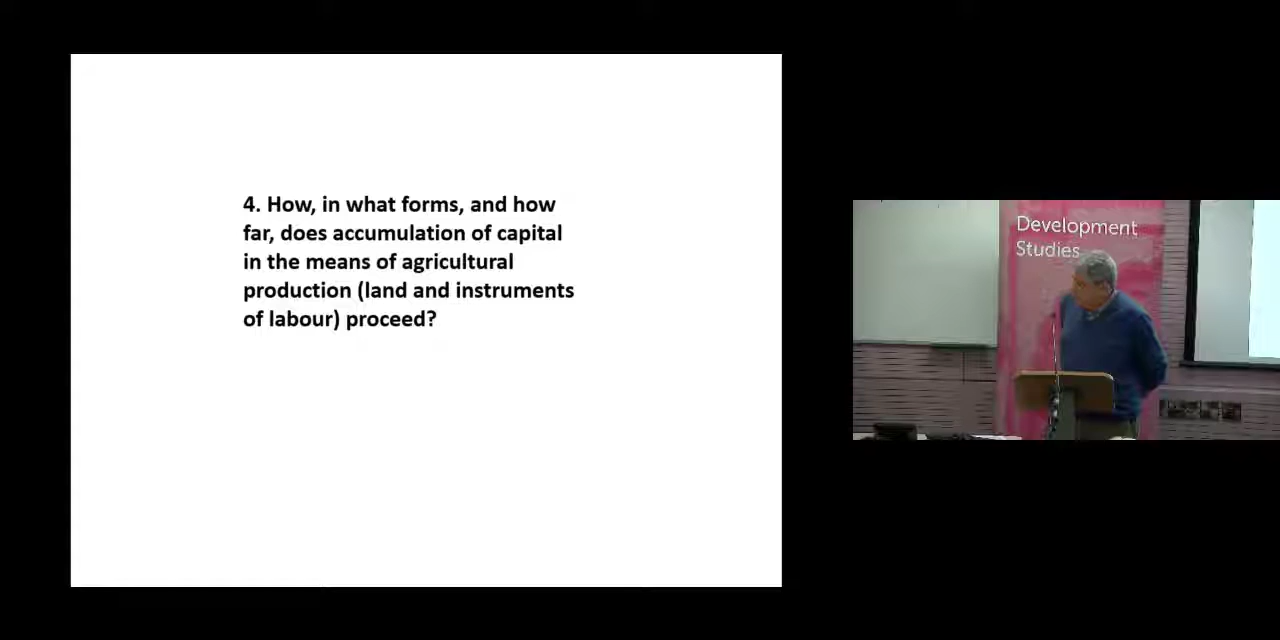 4. How, in what forms, and how
far, does accumulation of capital
in the means of agricultural
production (land and instruments
of labour) proceed?
Development
Studies